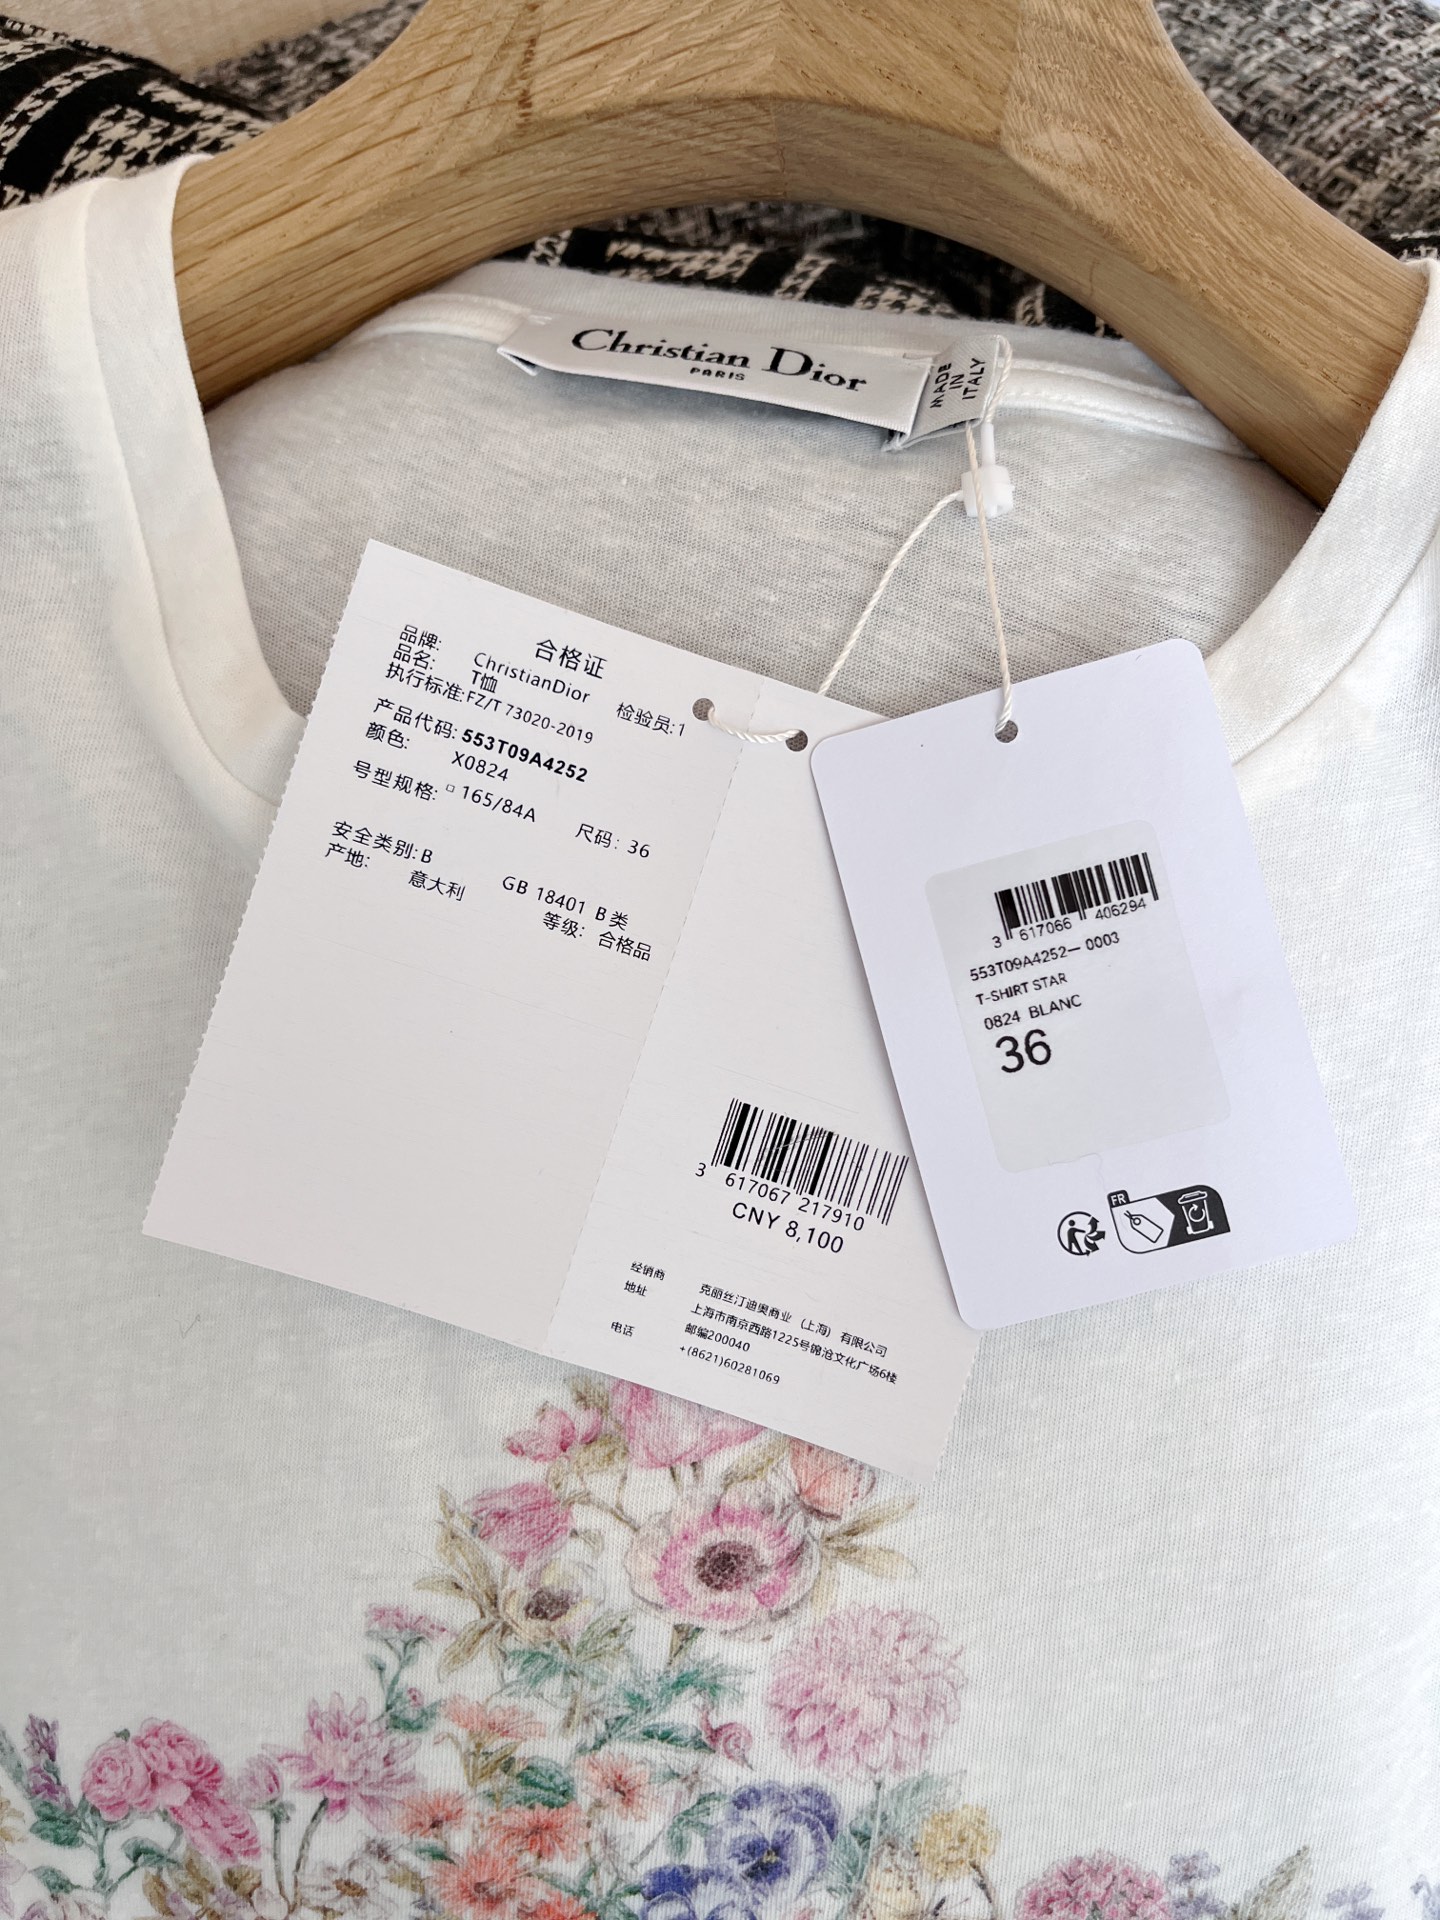 Christian Dior
PARIS
MADE
IN
ITALY
合格证
品牌: ChristianDior
品名: T恤
执行标准:FZ/T 73020-2019 检验员:1
产品代码: 553T09A4252
颜色: X0824
号型规格: 165/84A 尺码: 36
安全类别:B GB 18401 B类
产地: 意大利 等级: 合格品
3 617067 217910
CNY 8,100
经销商 克丽丝汀迪奥商业 (上海) 有限公司
地址 上海市南京西路1225号锦沧文化广场6楼
邮编200040
电话 +(8621)60281069
3 617066 406294
553T09A4252— 0003
T-SHIRT STAR
0824 BLANC
36
FR